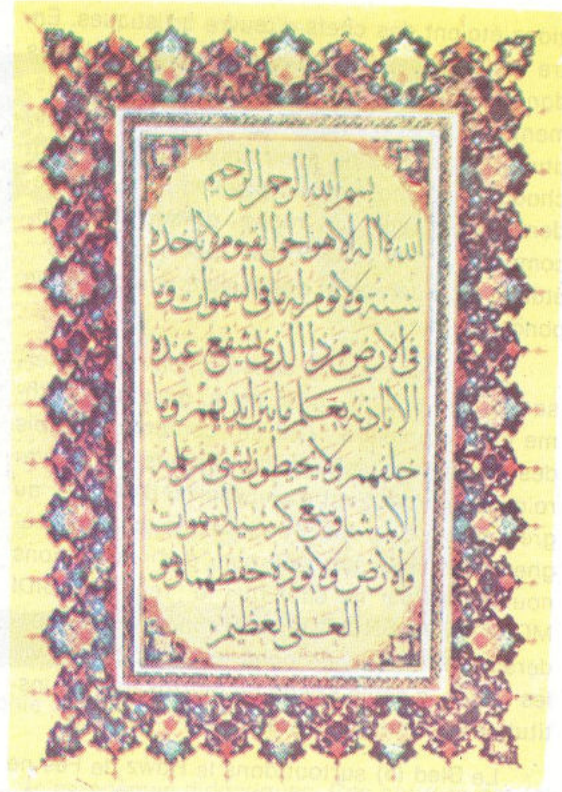 بسم الله الرحمن الرحيم
الله لا اله الا هو الحي القيوم لا تاخذه
سنة ولا نوم له ما في السموات وما
في الارض من ذا الذي يشفع عنده
الا باذنه يعلم ما بين ايديهم وما
خلفهم ولا يحيطون بشئ من علمه
الا بما شاء وسع كرسيه السموات
والارض ولا يوده حفظهما وهو
العلي العظيم